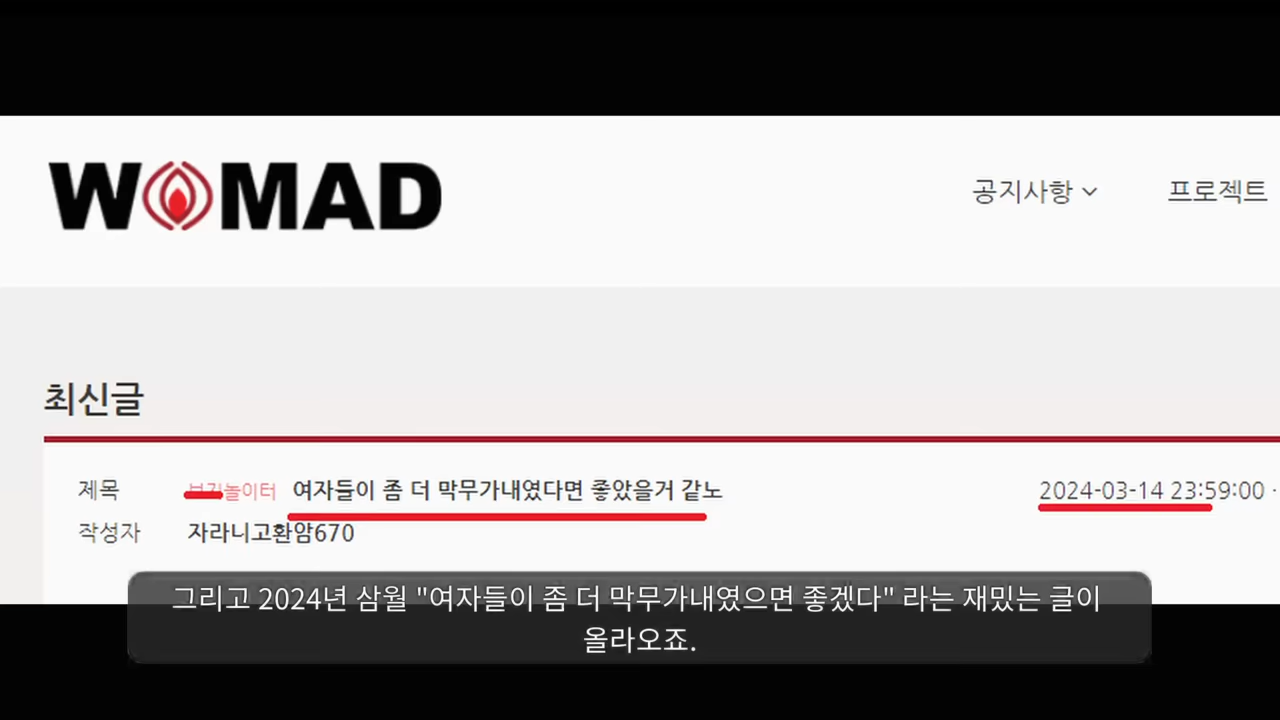 WOMAD
공지사항
프로젝트
최신글
제목 놀이터 여자들이 좀 더 막무가내였다면 좋았을거 같노 2024-03-14 23:59:00 ·
작성자 자라니고환암670
그리고 2024년 삼월 "여자들이 좀 더 막무가내였으면 좋겠다" 라는 재밌는 글이
올라오죠.